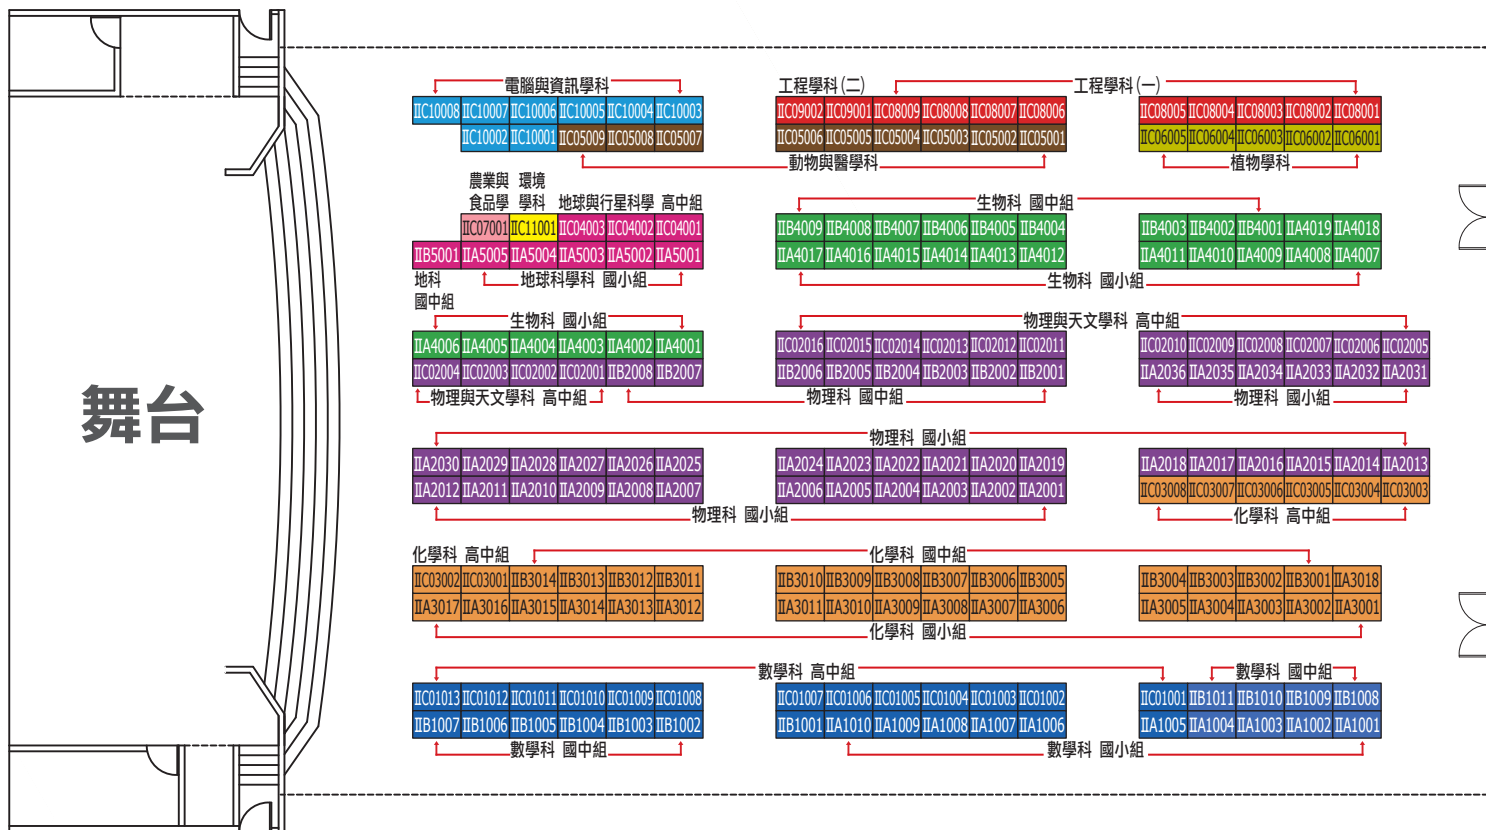 電腦與資訊學科 工程學科(二) 工程學科(一)
IIC10008 IIC10007 IIC10006 IIC10005 IIC10004 IIC10003 IIC09002 IIC09001 IIC08009 IIC08008 IIC08007 IIC08006 IIC08005 IIC08004 IIC08003 IIC08002 IIC08001
IIC10002 IIC10001 IIC05009 IIC05008 IIC05007 IIC05006 IIC05005 IIC05004 IIC05003 IIC05002 IIC05001 IIC06005 IIC06004 IIC06003 IIC06002 IIC06001
動物與醫學科 植物學科
農業與 環境
食品學 學科 地球與行星科學 高中組 生物科 國中組
IIC07001 IIC11001 IIC04003 IIC04002 IIC04001 IIB4009 IIB4008 IIB4007 IIB4006 IIB4005 IIB4004 IIB4003 IIB4002 IIB4001 IIA4019 IIA4018
IIB5001 IIA5005 IIA5004 IIA5003 IIA5002 IIA5001 IIA4017 IIA4016 IIA4015 IIA4014 IIA4013 IIA4012 IIA4011 IIA4010 IIA4009 IIA4008 IIA4007
地科 地球科學科 國小組 生物科 國小組
國中組
生物科 國小組 物理與天文學科 高中組
IIA4006 IIA4005 IIA4004 IIA4003 IIA4002 IIA4001 IIC02016 IIC02015 IIC02014 IIC02013 IIC02012 IIC02011 IIC02010 IIC02009 IIC02008 IIC02007 IIC02006 IIC02005
IIC02004 IIC02003 IIC02002 IIC02001 IIB2008 IIB2007 IIB2006 IIB2005 IIB2004 IIB2003 IIB2002 IIB2001 IIA2036 IIA2035 IIA2034 IIA2033 IIA2032 IIA2031
物理與天文學科 高中組 物理科 國中組 物理科 國小組
舞台
物理科 國小組
IIA2030 IIA2029 IIA2028 IIA2027 IIA2026 IIA2025 IIA2024 IIA2023 IIA2022 IIA2021 IIA2020 IIA2019 IIA2018 IIA2017 IIA2016 IIA2015 IIA2014 IIA2013
IIA2012 IIA2011 IIA2010 IIA2009 IIA2008 IIA2007 IIA2006 IIA2005 IIA2004 IIA2003 IIA2002 IIA2001 IIC03008 IIC03007 IIC03006 IIC03005 IIC03004 IIC03003
物理科 國小組 化學科 高中組
化學科 高中組 化學科 國中組
IIC03002 IIC03001 IIB3014 IIB3013 IIB3012 IIB3011 IIB3010 IIB3009 IIB3008 IIB3007 IIB3006 IIB3005 IIB3004 IIB3003 IIB3002 IIB3001 IIA3018
IIA3017 IIA3016 IIA3015 IIA3014 IIA3013 IIA3012 IIA3011 IIA3010 IIA3009 IIA3008 IIA3007 IIA3006 IIA3005 IIA3004 IIA3003 IIA3002 IIA3001
化學科 國小組
數學科 高中組 數學科 國中組
IIC01013 IIC01012 IIC01011 IIC01010 IIC01009 IIC01008 IIC01007 IIC01006 IIC01005 IIC01004 IIC01003 IIC01002 IIC01001 IIB1011 IIB1010 IIB1009 IIB1008
IIB1007 IIB1006 IIB1005 IIB1004 IIB1003 IIB1002 IIB1001 IIA1010 IIA1009 IIA1008 IIA1007 IIA1006 IIA1005 IIA1004 IIA1003 IIA1002 IIA1001
數學科 國中組 數學科 國小組